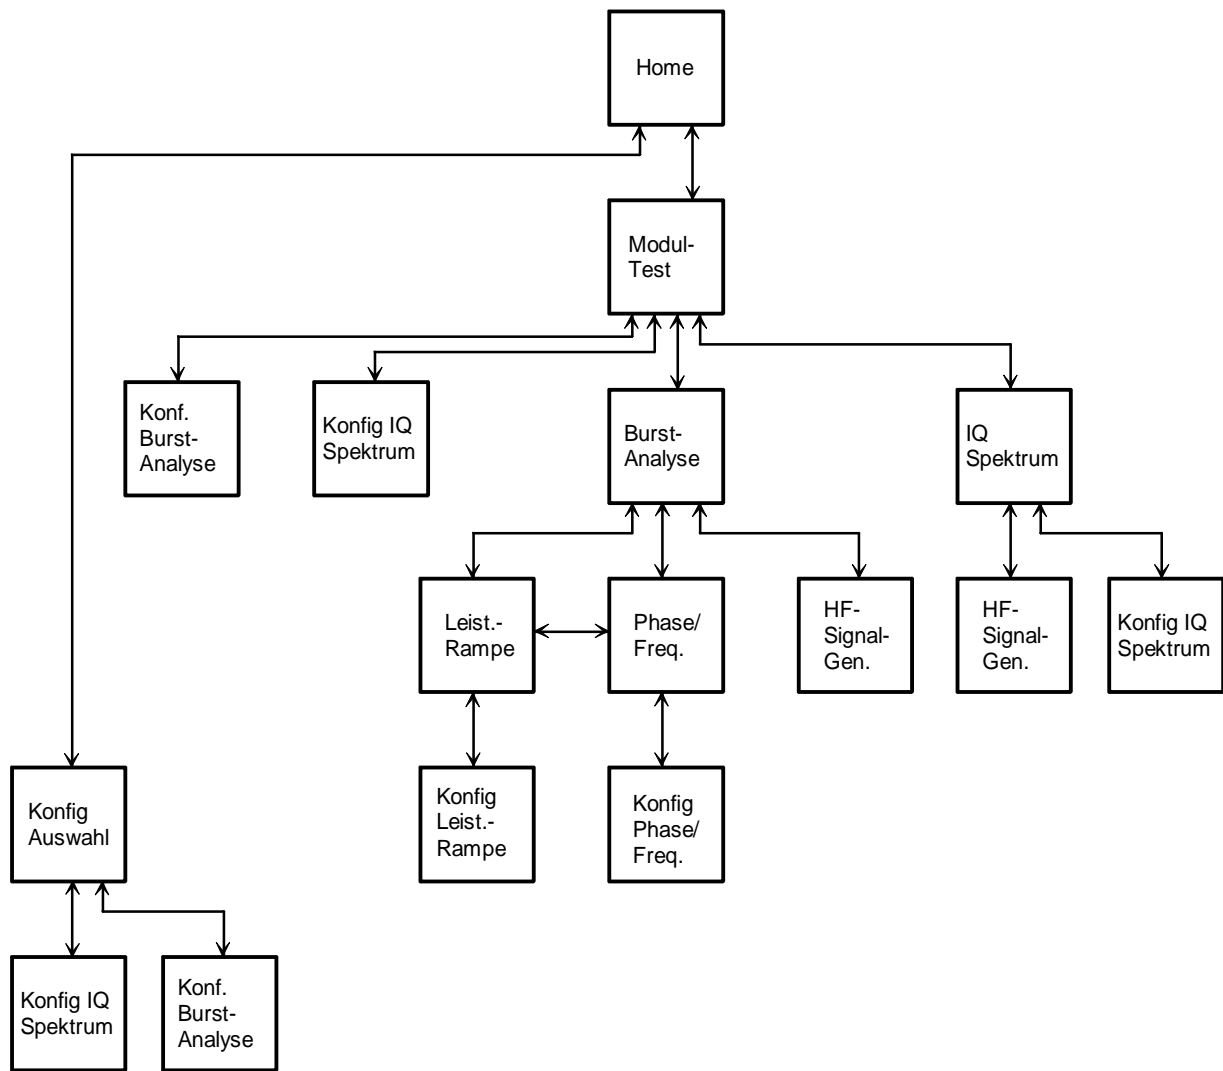 Home
Modul-
Test
Konf.
Burst-
Analyse
Konfig IQ
Spektrum
Burst-
Analyse
IQ
Spektrum
Leist.-
Rampe
Phase/
Freq.
HF-
Signal-
Gen.
HF-
Signal-
Gen.
Konfig IQ
Spektrum
Konfig
Auswahl
Konfig
Leist.-
Rampe
Konfig
Phase/
Freq.
Konfig IQ
Spektrum
Konf.
Burst-
Analyse